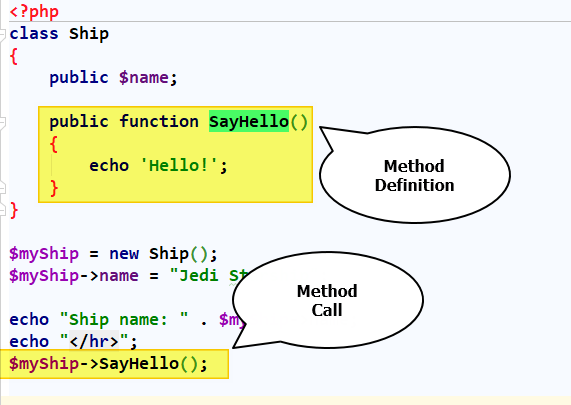 <?php
class Ship
{
public $name;
public function SayHello()
{
echo 'Hello!';
}
}
Method
Definition
$myShip = new Ship();
$myShip->name = "Jedi
Method
Call
echo "Ship name: " .
echo "</hr>";
$myShip->SayHello();